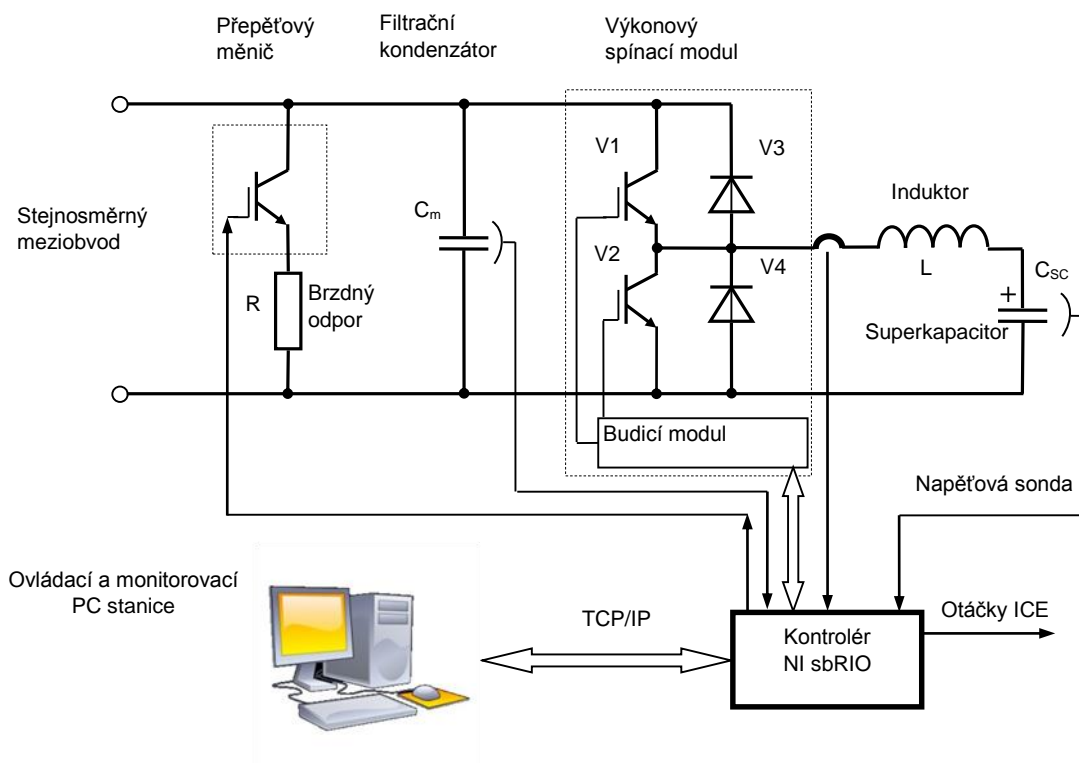 Přepěťový
měnič
Filtrační
kondenzátor
Výkonový
spínací modul
V1
V3
Induktor
Stejnosměrný
meziobvod
Cm
V2
V4
L
CSC
R
Brzdný
odpor
+
Superkapacitor
Budicí modul
Napěťová sonda
Ovládací a monitorovací
PC stanice
TCP/IP
Kontrolér
NI sbRIO
Otáčky ICE